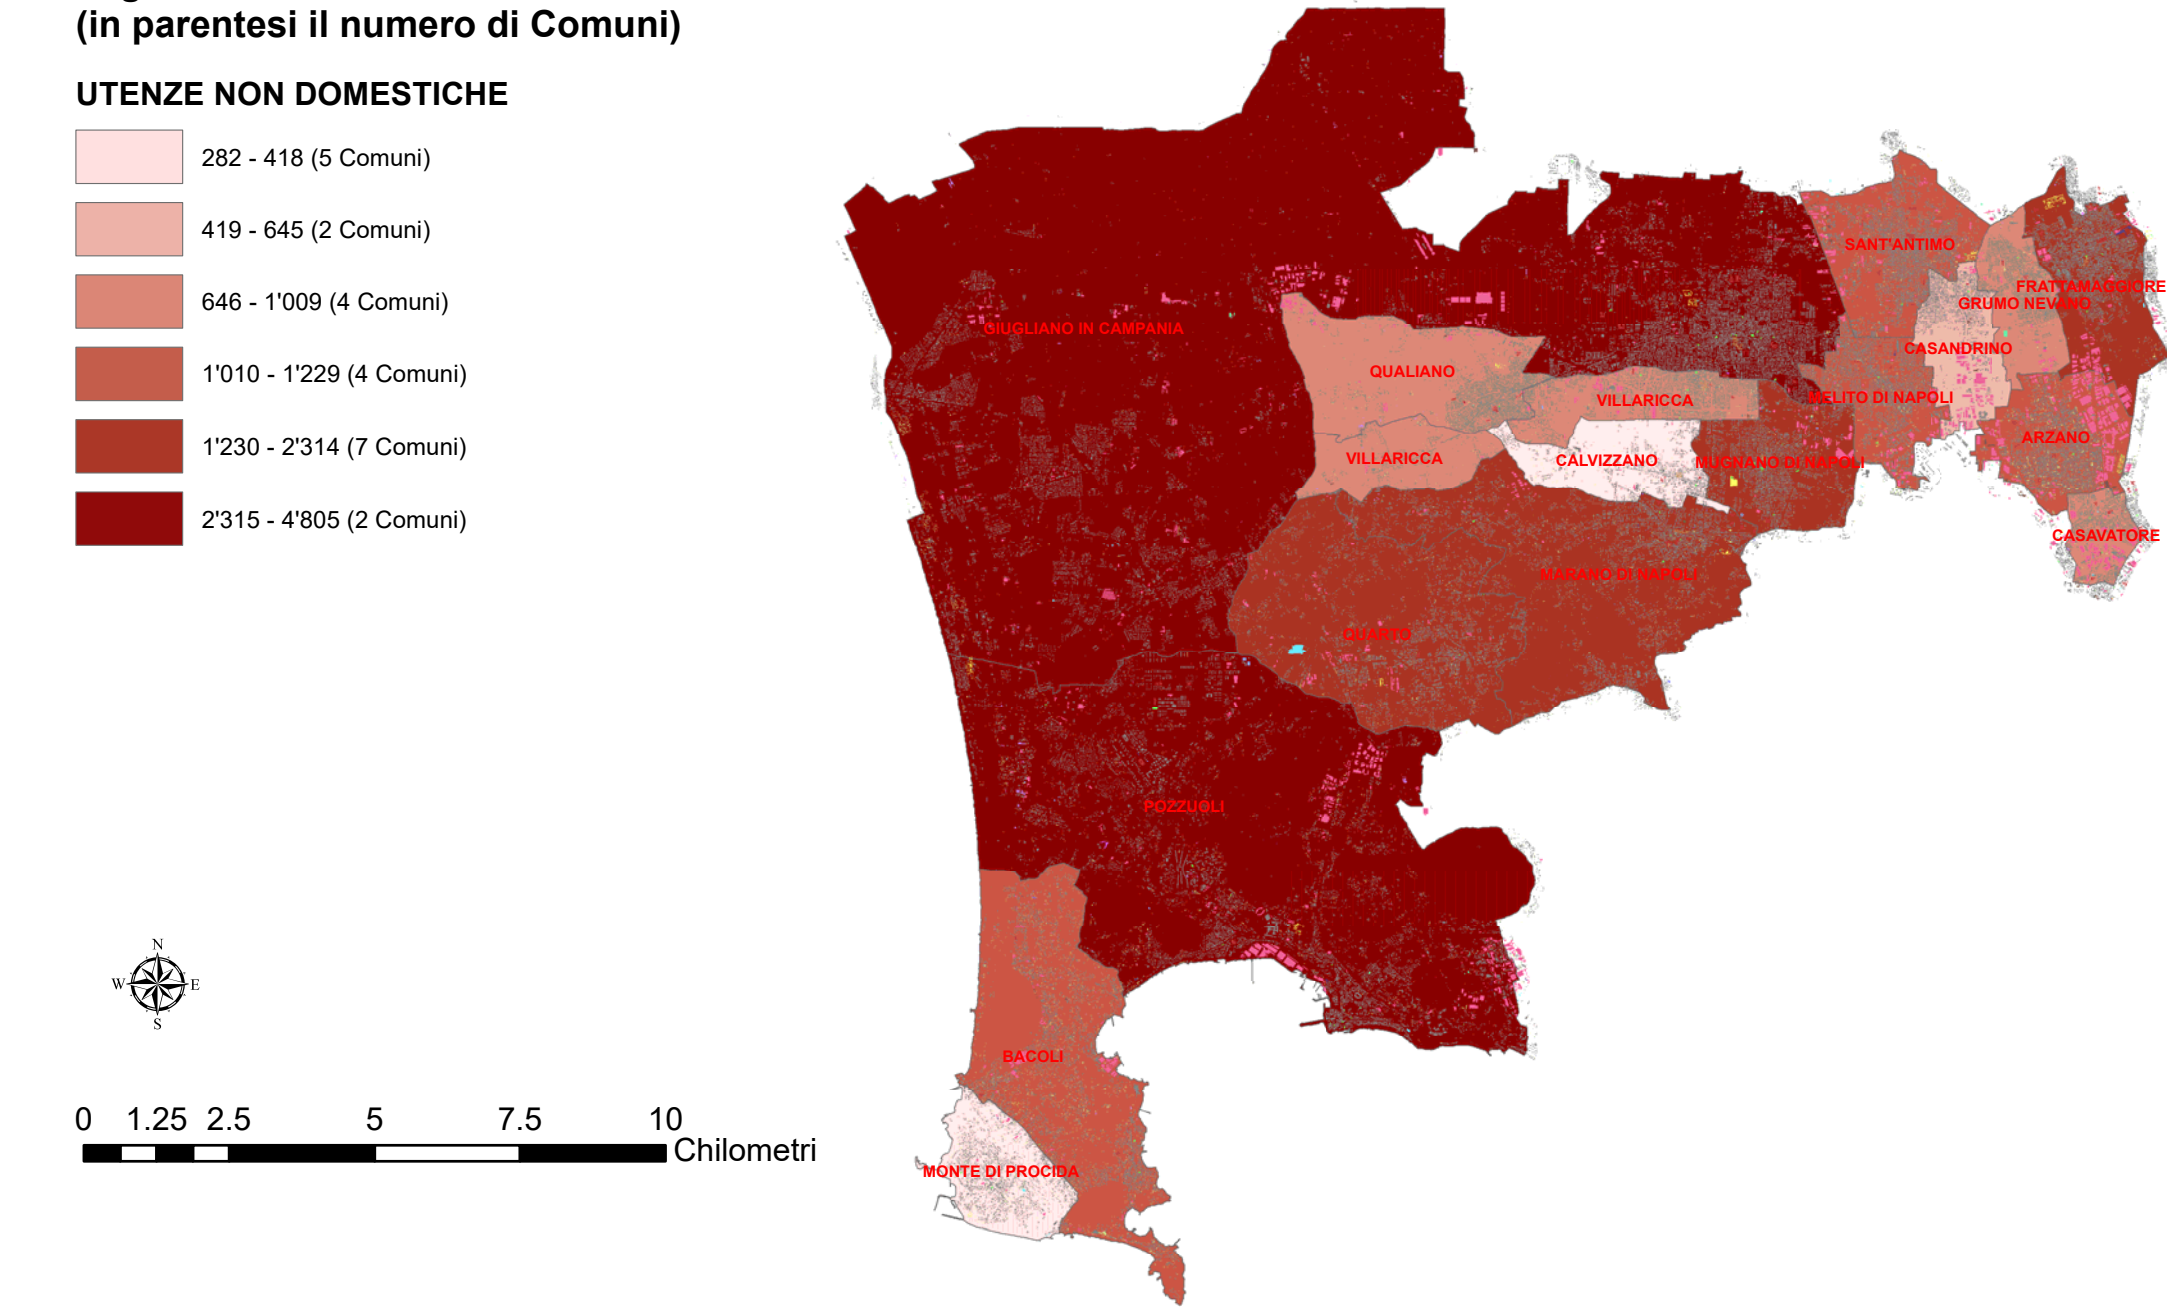 (in parentesi il numero di Comuni)
UTENZE NON DOMESTICHE
282 - 418 (5 Comuni)
419 - 645 (2 Comuni)
646 - 1'009 (4 Comuni)
1'010 - 1'229 (4 Comuni)
1'230 - 2'314 (7 Comuni)
2'315 - 4'805 (2 Comuni)
SANT'ANTIMO
FRATTAMAGGIORE
GRUMO NEVANO
GIUGLIANO IN CAMPANIA
CASANDRINO
QUALIANO
VILLARICCA
MELITO DI NAPOLI
ARZANO
VILLARICCA
CALVIZZANO
MUGNANO DI NAPOLI
CASAVATORE
MARANO DI NAPOLI
QUARTO
POZZUOLI
BACOLI
MONTE DI PROCIDA
N
W E
S
0 1.25 2.5 5 7.5 10
Chilometri